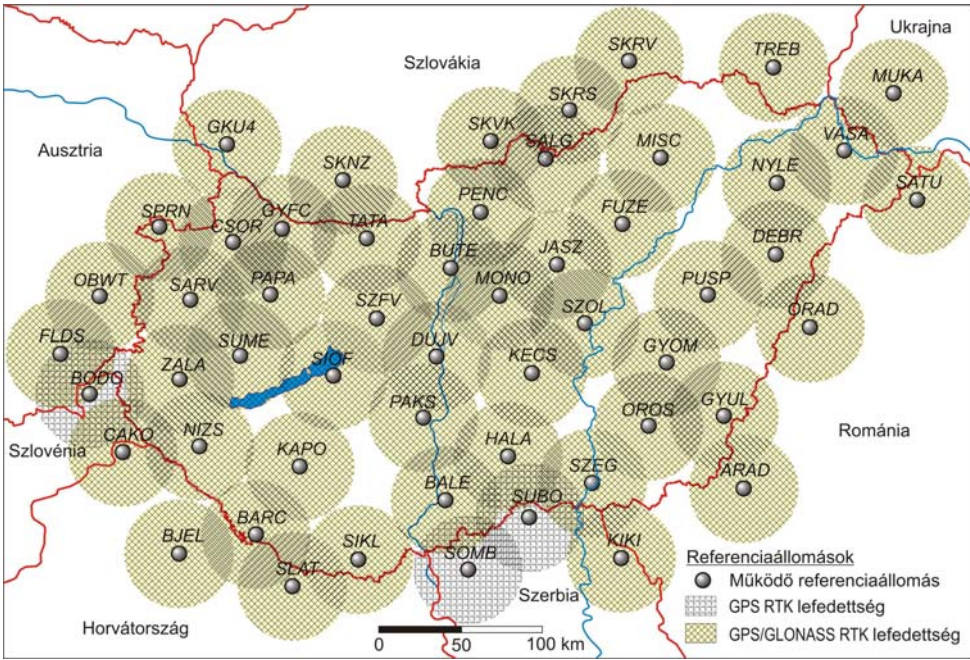 Ukrajna
SKRV
TREB
Szlovákia
MUKA
SKRS
GKU4
SKVK
SALG
MISC
VASA
Ausztria
SKNZ
NYLE
SATU
PENC
SPRN
GYFC
CSOR
TATA
FUZE
BUTE
JASZ
DEBR
OBWT
SARV
PAPA
MONO
PUSP
SZFV
SZOL
ORAD
FLDS
SUME
SIOF
DUJV
KECS
GYOM
ZALA
BODO
PAKS
OROS
GYUL
CAKO
NIZS
HALA
Szlovénia
KAPO
SZEG
Románia
ARAD
BALE
SUBO
BJEL
BARC
SIKL
SOMB
KIKI
SLAT
Szerbia
Horvátország
Referenciaállomások
Működő referenciaállomás
GPS RTK lefedettség
GPS/GLONASS RTK lefedettség
0 50 100 km